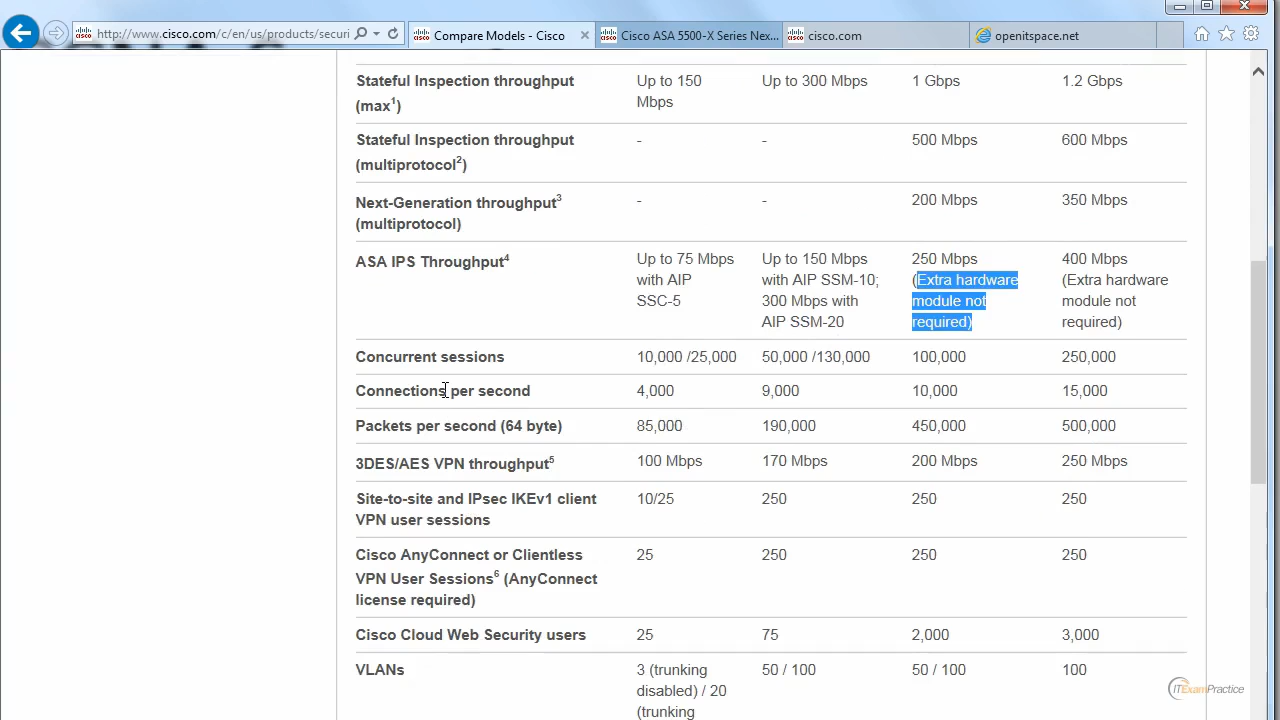 http://www.cisco.com/c/en/us/products/securi
Compare Models - Cisco
Cisco ASA 5500-X Series Nex...
cisco.com
openitspace.net
Stateful Inspection throughput (max1) Up to 150 Mbps Up to 300 Mbps 1 Gbps 1.2 Gbps
Stateful Inspection throughput (multiprotocol2) - - 500 Mbps 600 Mbps
Next-Generation throughput3 (multiprotocol) - - 200 Mbps 350 Mbps
ASA IPS Throughput4 Up to 75 Mbps with AIP SSC-5 Up to 150 Mbps with AIP SSM-10; 300 Mbps with AIP SSM-20 250 Mbps (Extra hardware module not required) 400 Mbps (Extra hardware module not required)
Concurrent sessions 10,000 /25,000 50,000 /130,000 100,000 250,000
Connections per second 4,000 9,000 10,000 15,000
Packets per second (64 byte) 85,000 190,000 450,000 500,000
3DES/AES VPN throughput5 100 Mbps 170 Mbps 200 Mbps 250 Mbps
Site-to-site and IPsec IKEv1 client VPN user sessions 10/25 250 250 250
Cisco AnyConnect or Clientless VPN User Sessions6 (AnyConnect license required) 25 250 250 250
Cisco Cloud Web Security users 25 75 2,000 3,000
VLANs 3 (trunking disabled) / 20 (trunking 50 / 100 50 / 100 100
ITExamPractice